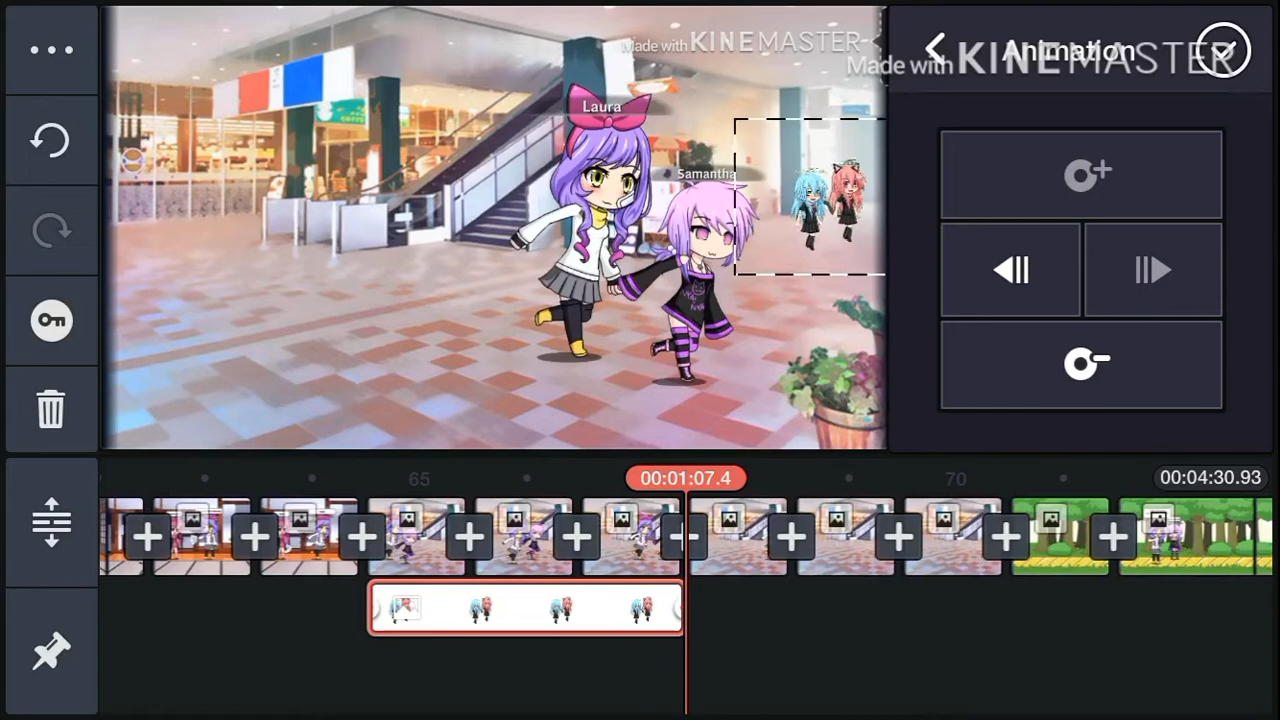 Made with KINEMASTER
Animation
Made with KINEMASTER
Laura
Samantha
65
00:01:07.4
70
00:04:30.93